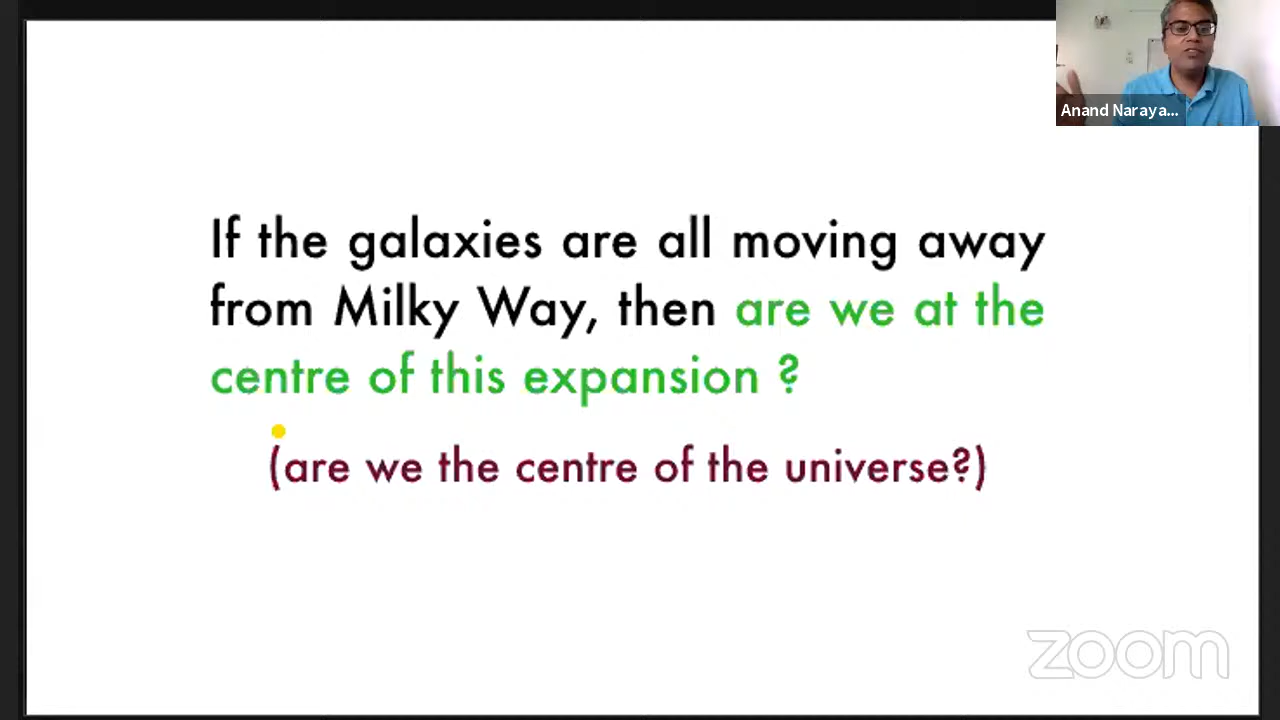 Anand Naraya...
If the galaxies are all moving away
from Milky Way, then are we at the
centre of this expansion ?
(are we the centre of the universe?)
zoom